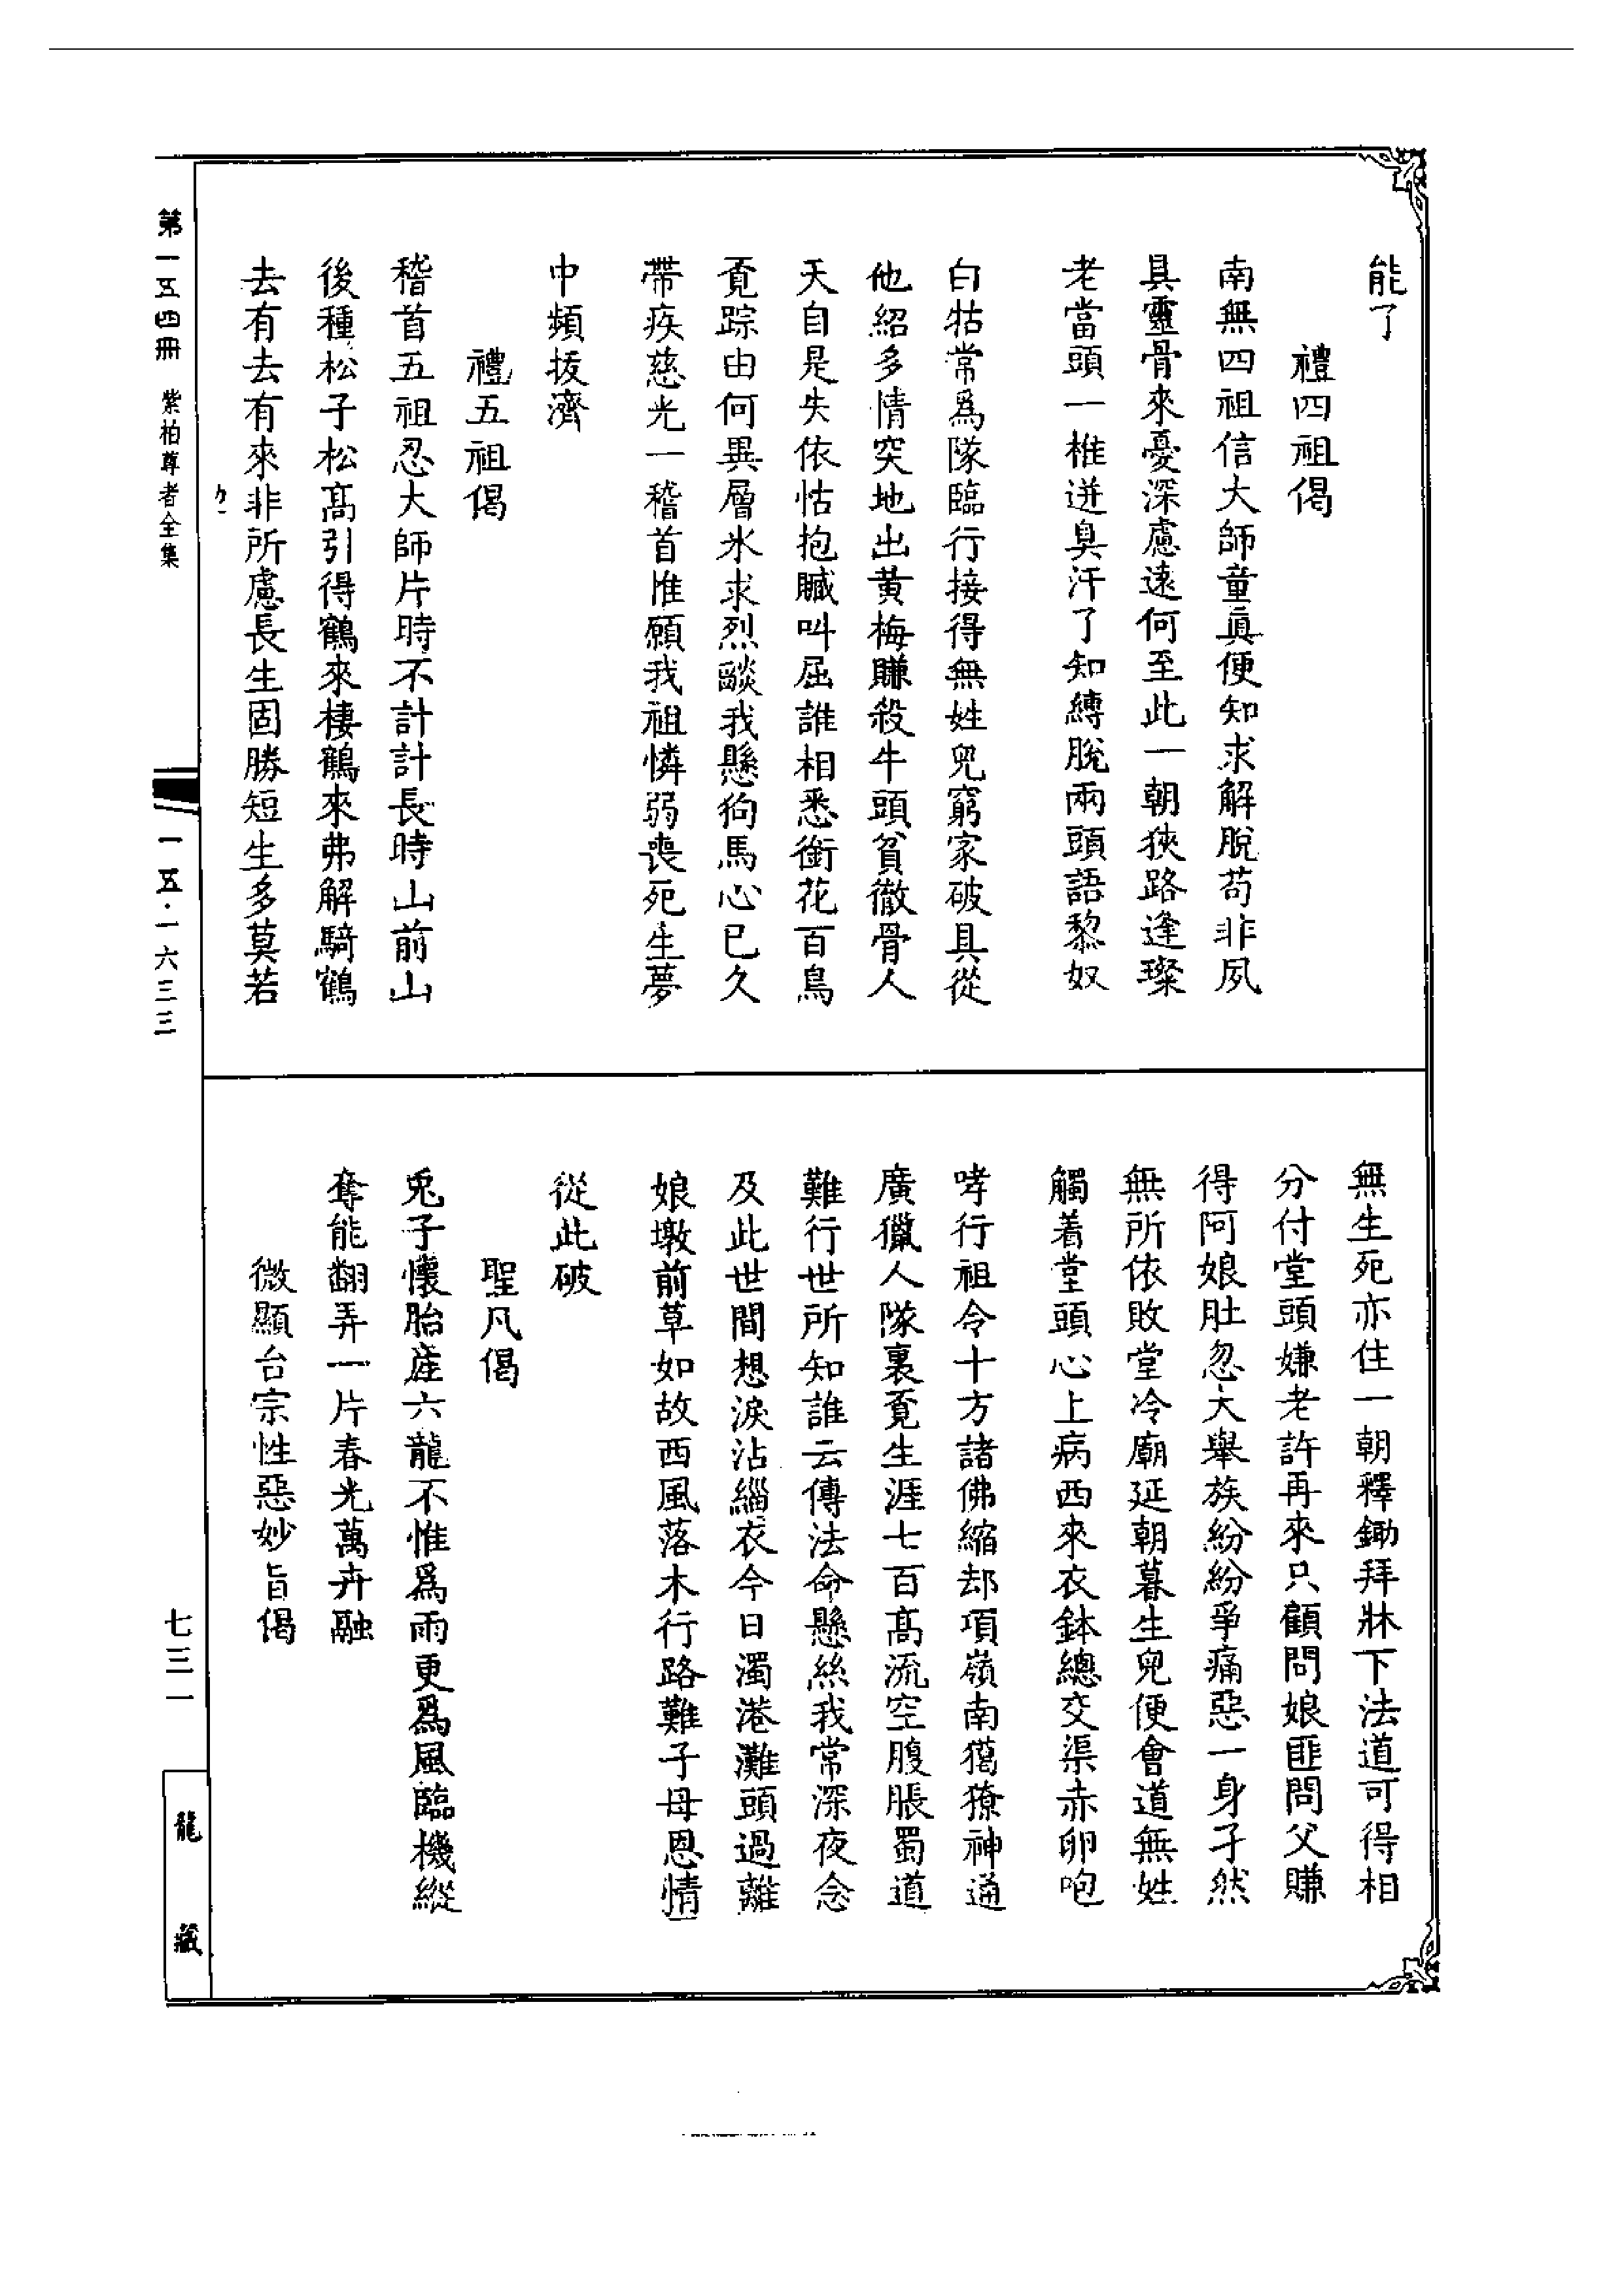 能了
禮四祖偈
南無四祖信大師童眞便知求解脫苟非夙
具靈骨來憂深慮遠何至此一朝狹路逢璨
老當頭一椎迸臭汗了知縛脫兩頭語黎奴
白牯常爲隊臨行接得無姓兒窮家破具從
他紹多情突地出黃梅賺殺牛頭貧徹骨人
天自是失依怙抱贓叫屈誰相悉銜花百鳥
覔踪由何異層氷求烈燄我懸狗馬心已久
帶疾慈光一稽首惟願我祖憐弱喪死生夢
中頻拔濟
禮五祖偈
稽首五祖忍大師片時不計計長時山前山
後種松子松高引得鶴來棲鶴來弗解騎鶴
去有去有來非所慮長生固勝短生多莫若
無生死亦住一朝釋鋤拜牀下法道可得相
分付堂頭嫌老許再來只顧問娘匪問父賺
得阿娘肚忽大舉族紛紛爭痛惡一身孑然
無所依敗堂冷廟延朝暮生兒便會道無姓
觸着堂頭心上病西來衣鉢總交渠赤卵咆
哮行祖令十方諸佛縮却項嶺南獦獠神通
廣獵人隊裏覔生涯七百高流空腹脹蜀道
難行世所知誰云傳法命懸絲我常深夜念
及此世間想淚沾緇衣今日濁港灘頭過離
娘墩前草如故西風落木行路難子母恩情
從此破
聖凡偈
兎子懷胎産六龍不惟爲雨更爲風臨機縱
奪能翻弄一片春光萬卉融
微顯台宗性惡妙旨偈
第一五四冊 紫柏尊者全集
一五·一六三三
七三一
龍藏